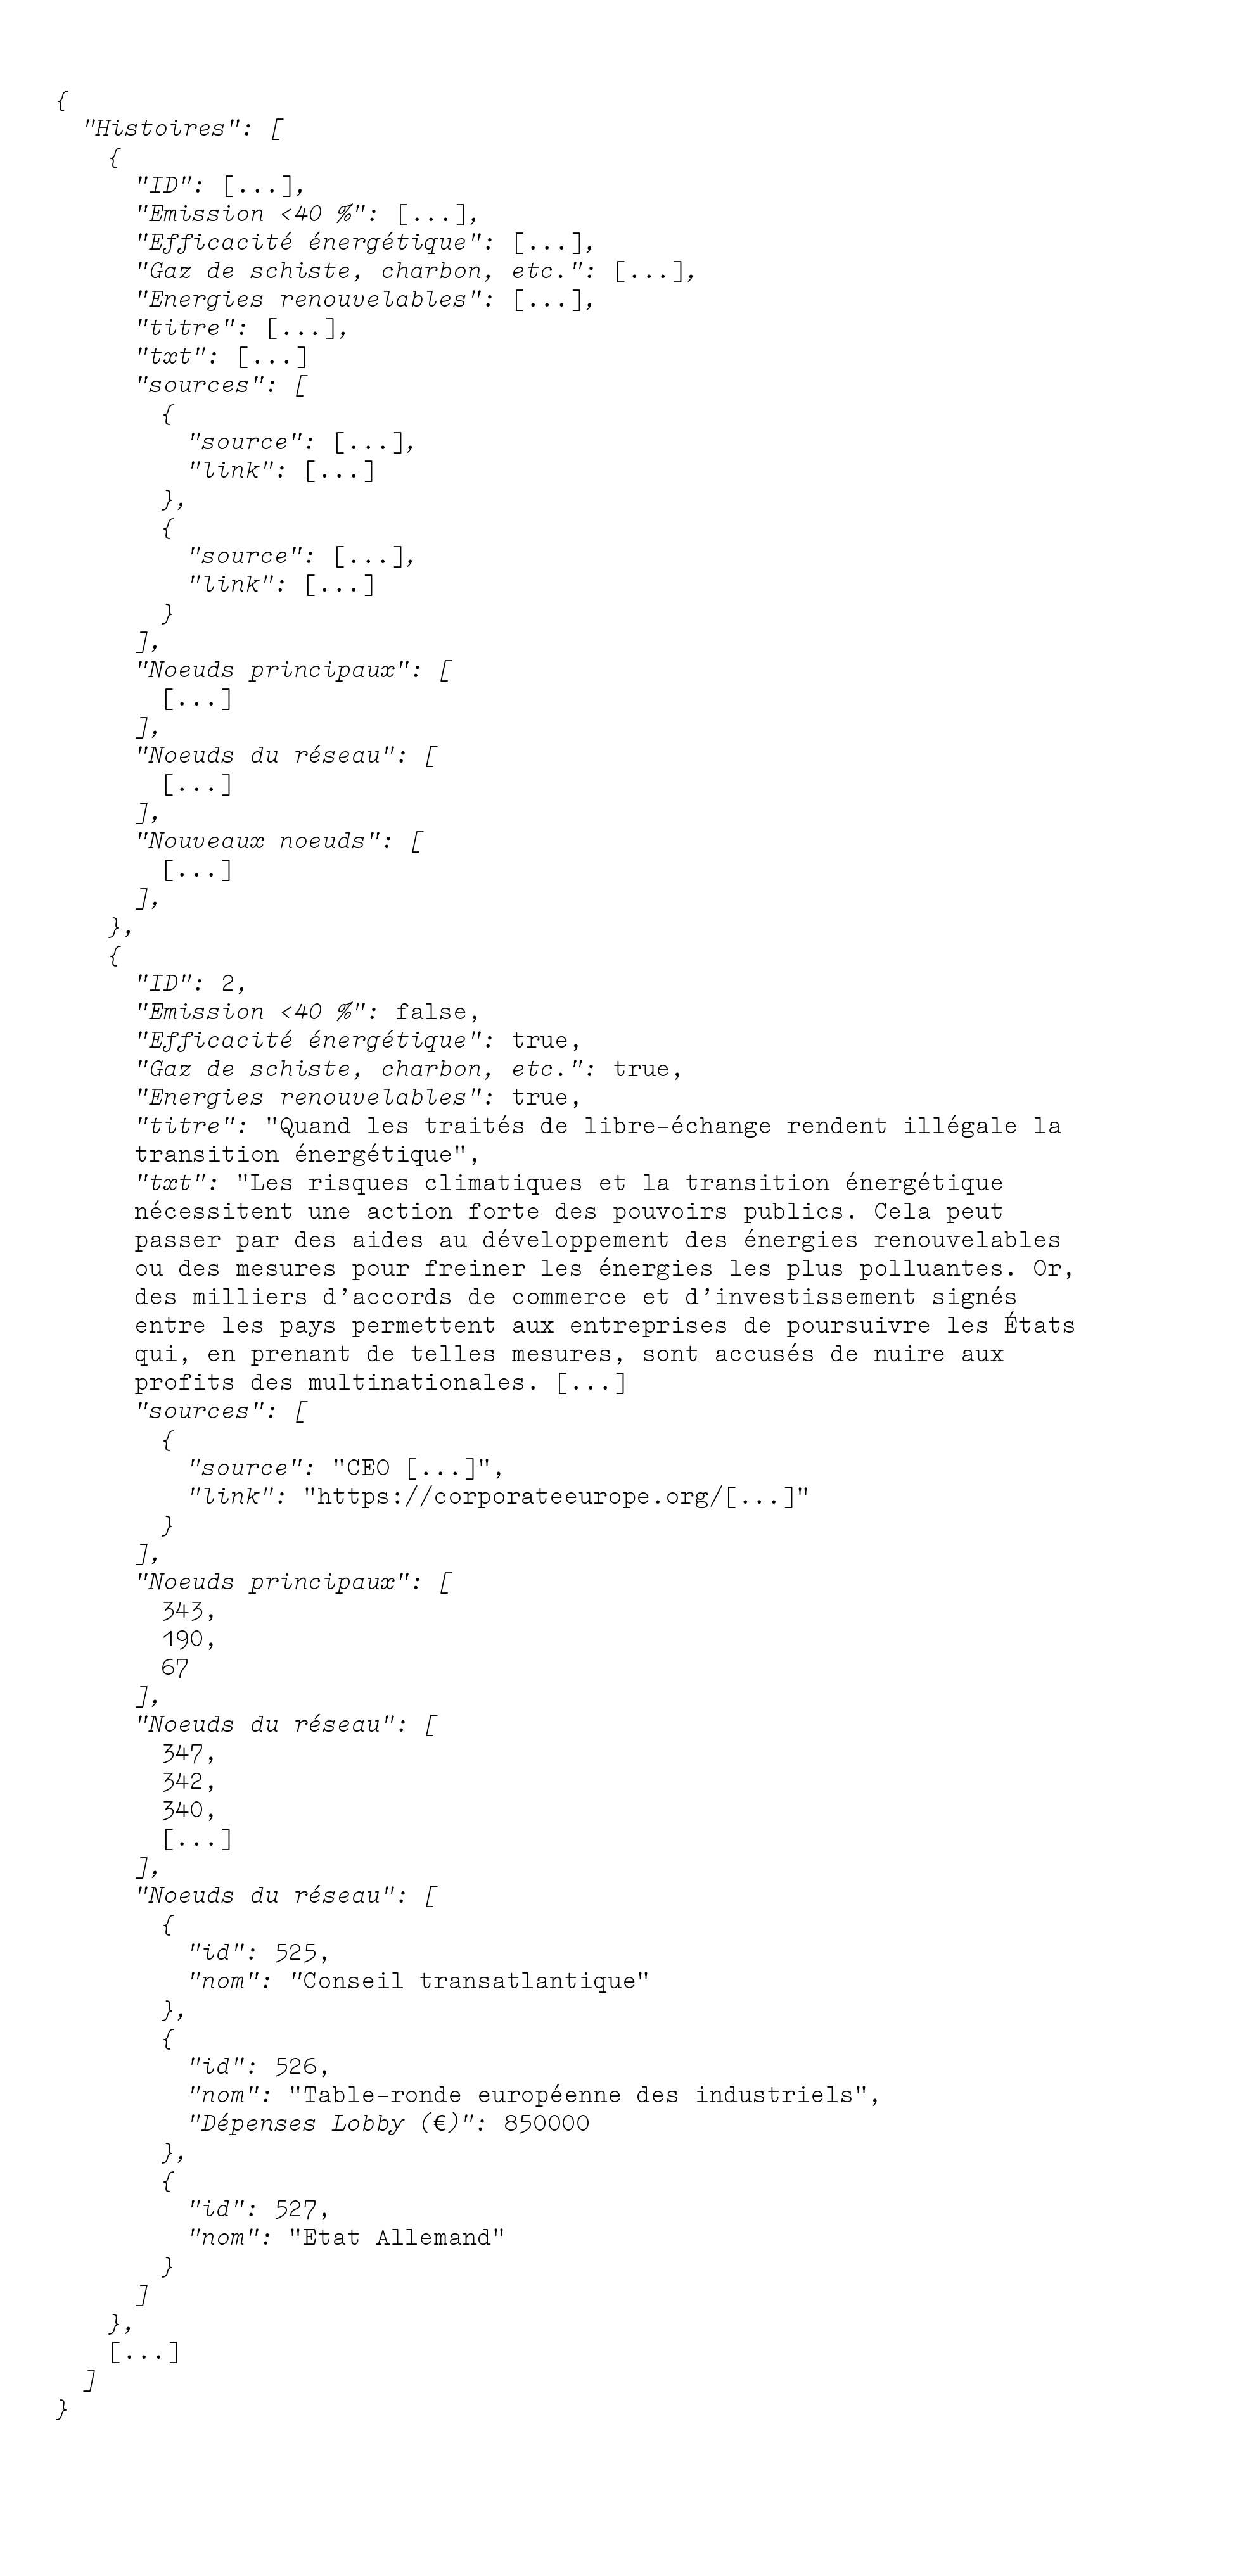 {
  "Histoires": [
    {
      "ID": [...],
      "Emission <40 %": [...],
      "Efficacité énergétique": [...],
      "Gaz de schiste, charbon, etc.": [...],
      "Energies renouvelables": [...],
      "titre": [...],
      "txt": [...]
      "sources": [
        {
          "source": [...],
          "link": [...]
        },
        {
          "source": [...],
          "link": [...]
        }
      ],
      "Noeuds principaux": [
        [...]
      ],
      "Noeuds du réseau": [
        [...]
      ],
      "Nouveaux noeuds": [
        [...]
      ],
    },
    {
      "ID": 2,
      "Emission <40 %": false,
      "Efficacité énergétique": true,
      "Gaz de schiste, charbon, etc.": true,
      "Energies renouvelables": true,
      "titre": "Quand les traités de libre-échange rendent illégale la
      transition énergétique",
      "txt": "Les risques climatiques et la transition énergétique
      nécessitent une action forte des pouvoirs publics. Cela peut
      passer par des aides au développement des énergies renouvelables
      ou des mesures pour freiner les énergies les plus polluantes. Or,
      des milliers d'accords de commerce et d'investissement signés
      entre les pays permettent aux entreprises de poursuivre les États
      qui, en prenant de telles mesures, sont accusés de nuire aux
      profits des multinationales. [...]
      "sources": [
        {
          "source": "CEO [...]",
          "link": "https://corporateeurope.org/[...]"
        }
      ],
      "Noeuds principaux": [
        343,
        190,
        67
      ],
      "Noeuds du réseau": [
        347,
        342,
        340,
        [...]
      ],
      "Noeuds du réseau": [
        {
          "id": 525,
          "nom": "Conseil transatlantique"
        },
        {
          "id": 526,
          "nom": "Table-ronde européenne des industriels",
          "Dépenses Lobby (€)": 850000
        },
        {
          "id": 527,
          "nom": "Etat Allemand"
        }
      ]
    },
    [...]
  ]
}